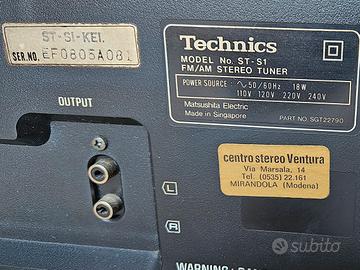 ST-S1-KEI.
SER.NO. EF0805A081
OUTPUT
L
R
Technics
MODEL No. ST-S1
FM/AM STEREO TUNER
POWER SOURCE : ∿50/60Hz 18W
110V 120V 220V 240V
Matsushita Electric
Made in Singapore
PART NO. SGT22790
centro stereo Ventura
Via Marsala, 14
Tel. (0535) 22.161
MIRANDOLA (Modena)
WARNING:
subito